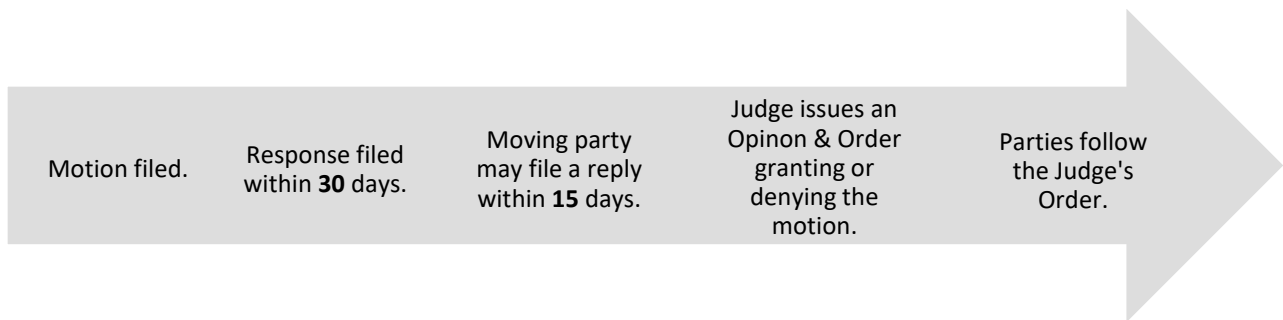 Motion filed.
Response filed
within 30 days.
Moving party
may file a reply
within 15 days.
Judge issues an
Opinon & Order
granting or
denying the
motion.
Parties follow
the Judge's
Order.